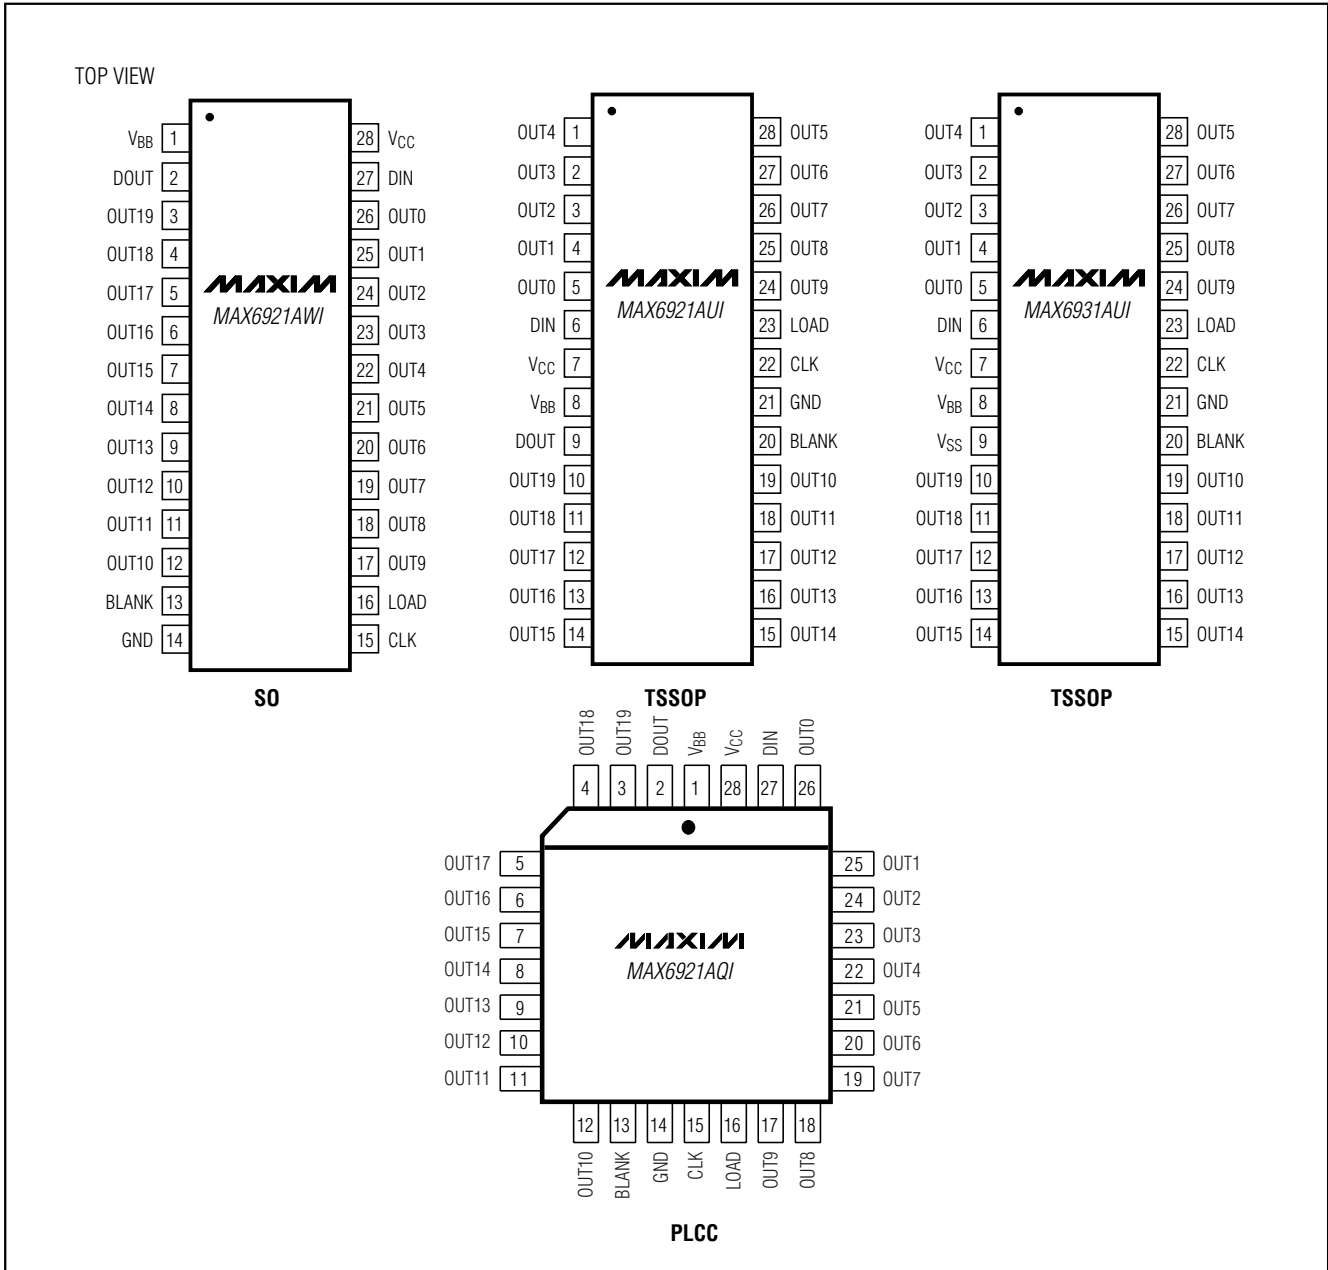 TOP VIEW
VBB 1 28 VCC
DOUT 2 27 DIN
OUT19 3 26 OUT0
OUT18 4 25 OUT1
OUT17 5 24 OUT2
OUT16 6 23 OUT3
OUT15 7 22 OUT4
OUT14 8 21 OUT5
OUT13 9 20 OUT6
OUT12 10 19 OUT7
OUT11 11 18 OUT8
OUT10 12 17 OUT9
BLANK 13 16 LOAD
GND 14 15 CLK
MAXIM
MAX6921AWI
SO
OUT4 1 28 OUT5
OUT3 2 27 OUT6
OUT2 3 26 OUT7
OUT1 4 25 OUT8
OUT0 5 24 OUT9
DIN 6 23 LOAD
VCC 7 22 CLK
VBB 8 21 GND
DOUT 9 20 BLANK
OUT19 10 19 OUT10
OUT18 11 18 OUT11
OUT17 12 17 OUT12
OUT16 13 16 OUT13
OUT15 14 15 OUT14
MAXIM
MAX6921AUI
TSSOP
OUT4 1 28 OUT5
OUT3 2 27 OUT6
OUT2 3 26 OUT7
OUT1 4 25 OUT8
OUT0 5 24 OUT9
DIN 6 23 LOAD
VCC 7 22 CLK
VBB 8 21 GND
VSS 9 20 BLANK
OUT19 10 19 OUT10
OUT18 11 18 OUT11
OUT17 12 17 OUT12
OUT16 13 16 OUT13
OUT15 14 15 OUT14
MAXIM
MAX6931AUI
TSSOP
OUT18 OUT19 DOUT VBB VCC DIN OUT0
4 3 2 1 28 27 26
OUT17 5 25 OUT1
OUT16 6 24 OUT2
OUT15 7 23 OUT3
OUT14 8 22 OUT4
OUT13 9 21 OUT5
OUT12 10 20 OUT6
OUT11 11 19 OUT7
MAXIM
MAX6921AQI
12 13 14 15 16 17 18
OUT10 BLANK GND CLK LOAD OUT9 OUT8
PLCC